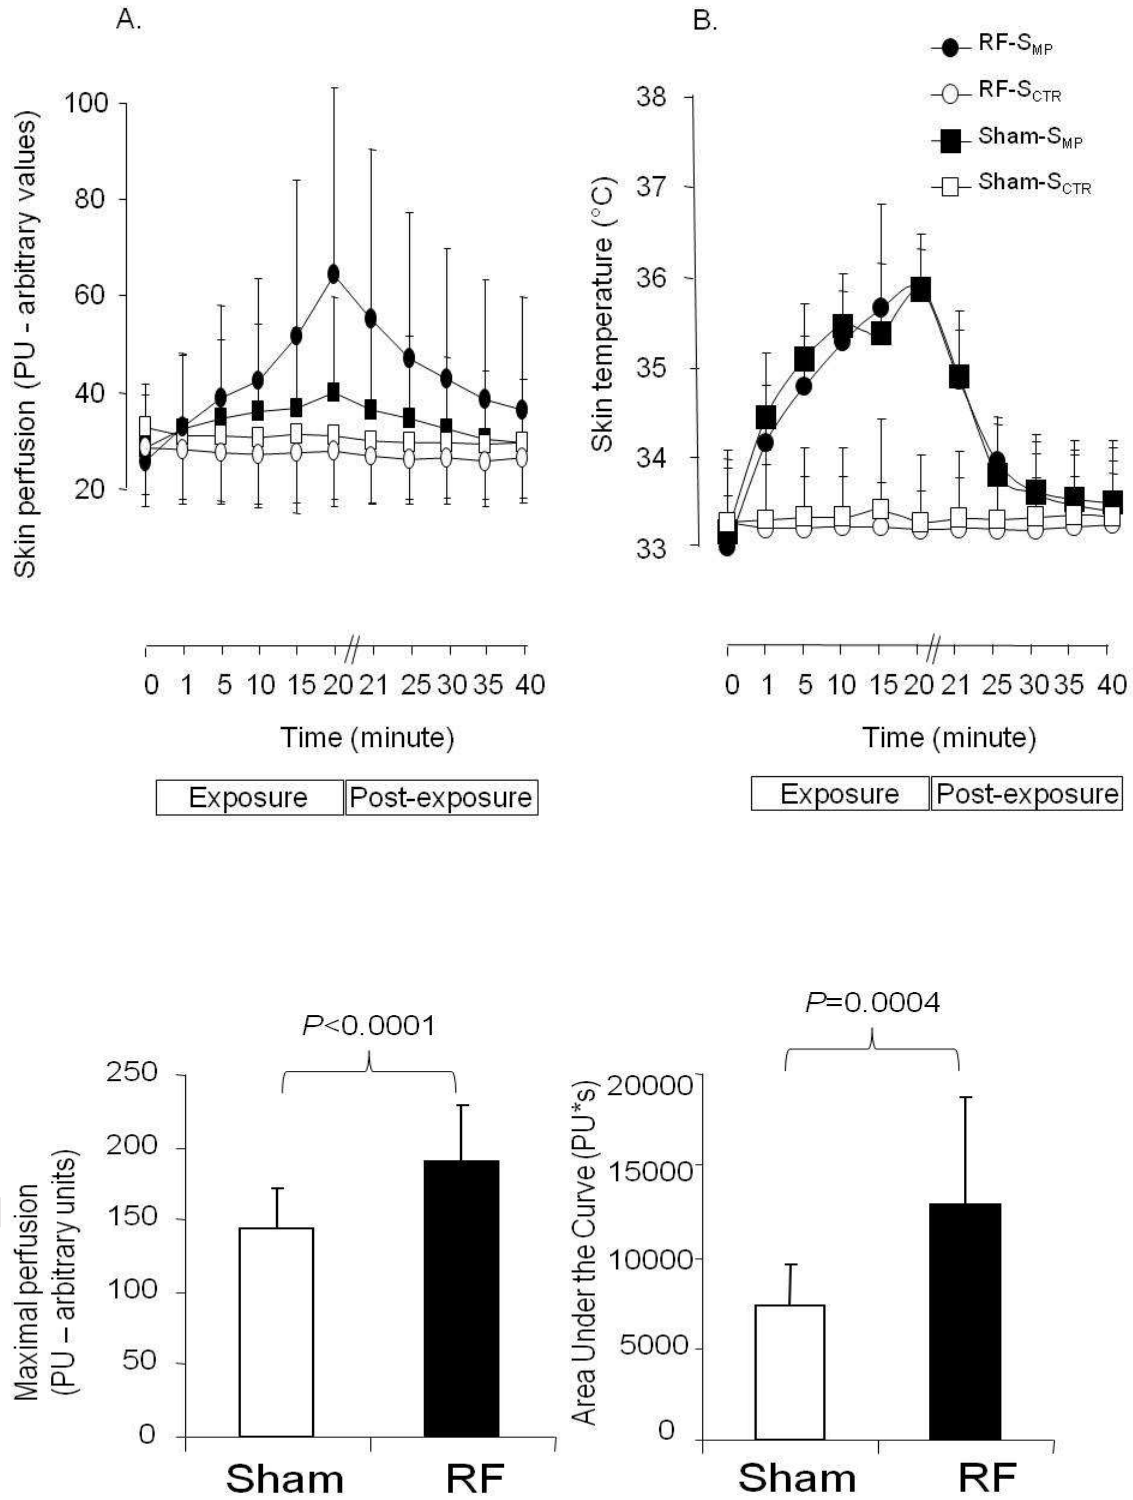 A.
Skin perfusion (PU - arbitrary values)
100
80
60
40
20
0 1 5 10 15 20 21 25 30 35 40
Time (minute)
Exposure Post-exposure
B.
RF-SMP
RF-SCTR
Sham-SMP
Sham-SCTR
Skin temperature (°C)
38
37
36
35
34
33
0 1 5 10 15 20 21 25 30 35 40
Time (minute)
Exposure Post-exposure
P<0.0001
Maximal perfusion
(PU – arbitrary units)
250
200
150
100
50
0
Sham RF
P=0.0004
Area Under the Curve (PU*s)
20000
15000
10000
5000
0
Sham RF